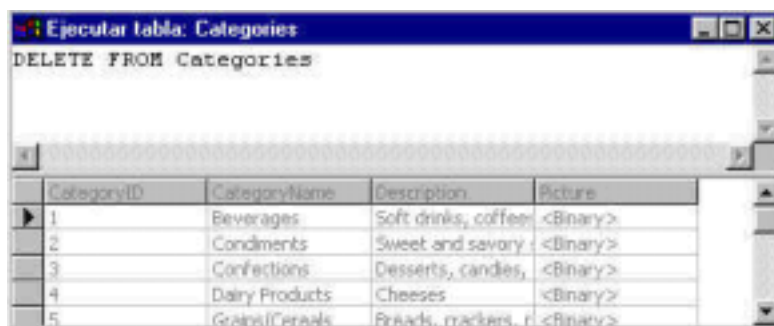 Ejecutar tabla: Categories
DELETE FROM Categories
CategoryID CategoryName Description Picture
1 Beverages Soft drinks, coffee <Binary>
2 Condiments Sweet and savory <Binary>
3 Confections Desserts, candies, <Binary>
4 Dairy Products Cheeses <Binary>
5 Grains/Cereals Breads, crackers, <Binary>